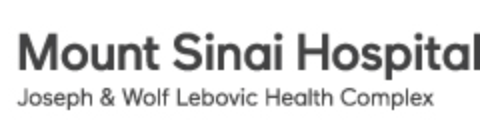 Mount Sinai Hospital
Joseph & Wolf Lebovic Health Complex